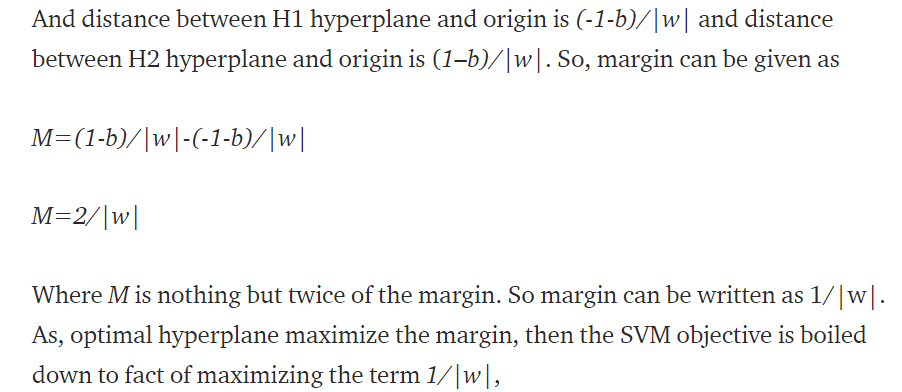 And distance between H1 hyperplane and origin is (-1-b)/|w| and distance
between H2 hyperplane and origin is (1–b)/|w|. So, margin can be given as
M=(1-b)/|w|-(-1-b)/|w|
M=2/|w|
Where M is nothing but twice of the margin. So margin can be written as 1/|w|.
As, optimal hyperplane maximize the margin, then the SVM objective is boiled
down to fact of maximizing the term 1/|w|,